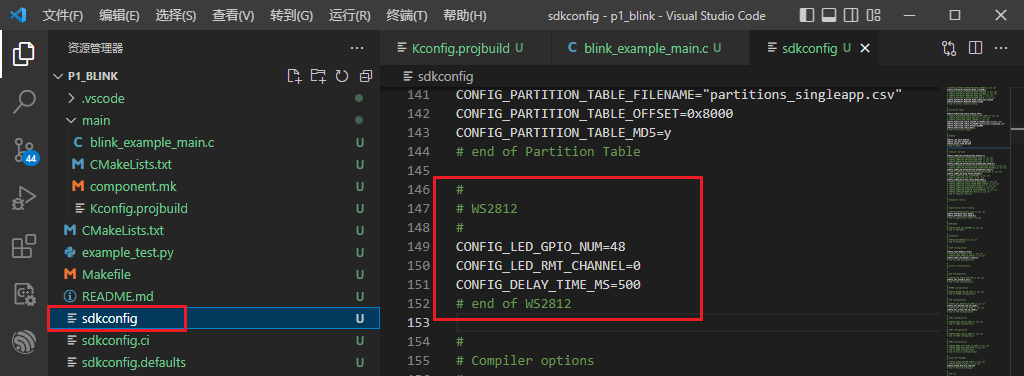 文件(F) 编辑(E) 选择(S) 查看(V) 转到(G) 运行(R) 终端(T) 帮助(H) sdkconfig - p1_blink - Visual Studio Code
资源管理器
P1_BLINK
.vscode
main
C blink_example_main.c U
M CMakeLists.txt U
M component.mk U
Kconfig.projbuild U
M CMakeLists.txt U
example_test.py U
M Makefile U
README.md U
sdkconfig U
sdkconfig.ci U
sdkconfig.defaults U
44
Kconfig.projbuild U
C blink_example_main.c U
sdkconfig U
sdkconfig
141 CONFIG_PARTITION_TABLE_FILENAME="partitions_singleapp.csv"
142 CONFIG_PARTITION_TABLE_OFFSET=0x8000
143 CONFIG_PARTITION_TABLE_MD5=y
144 # end of Partition Table
145
146 #
147 # WS2812
148 #
149 CONFIG_LED_GPIO_NUM=48
150 CONFIG_LED_RMT_CHANNEL=0
151 CONFIG_DELAY_TIME_MS=500
152 # end of WS2812
153
154 #
155 # Compiler options